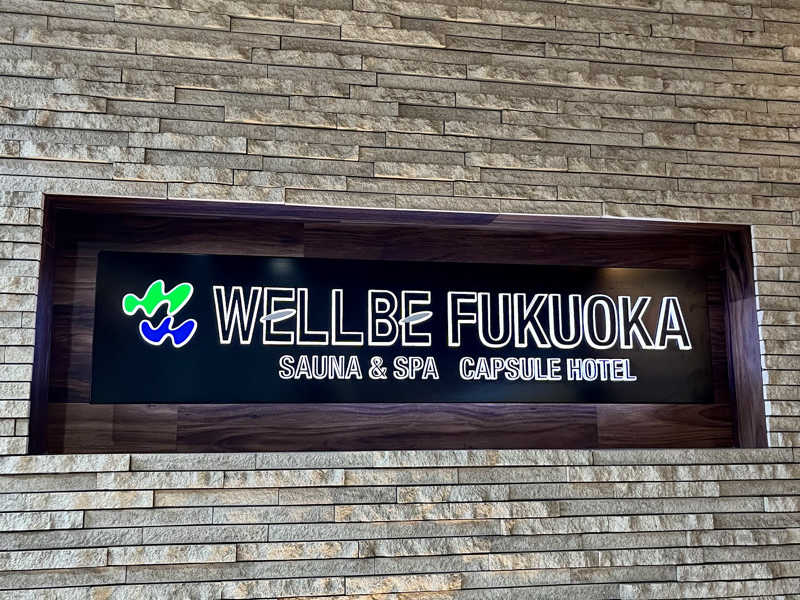 WELLBE FUKUOKA
SAUNA & SPA CAPSULE HOTEL